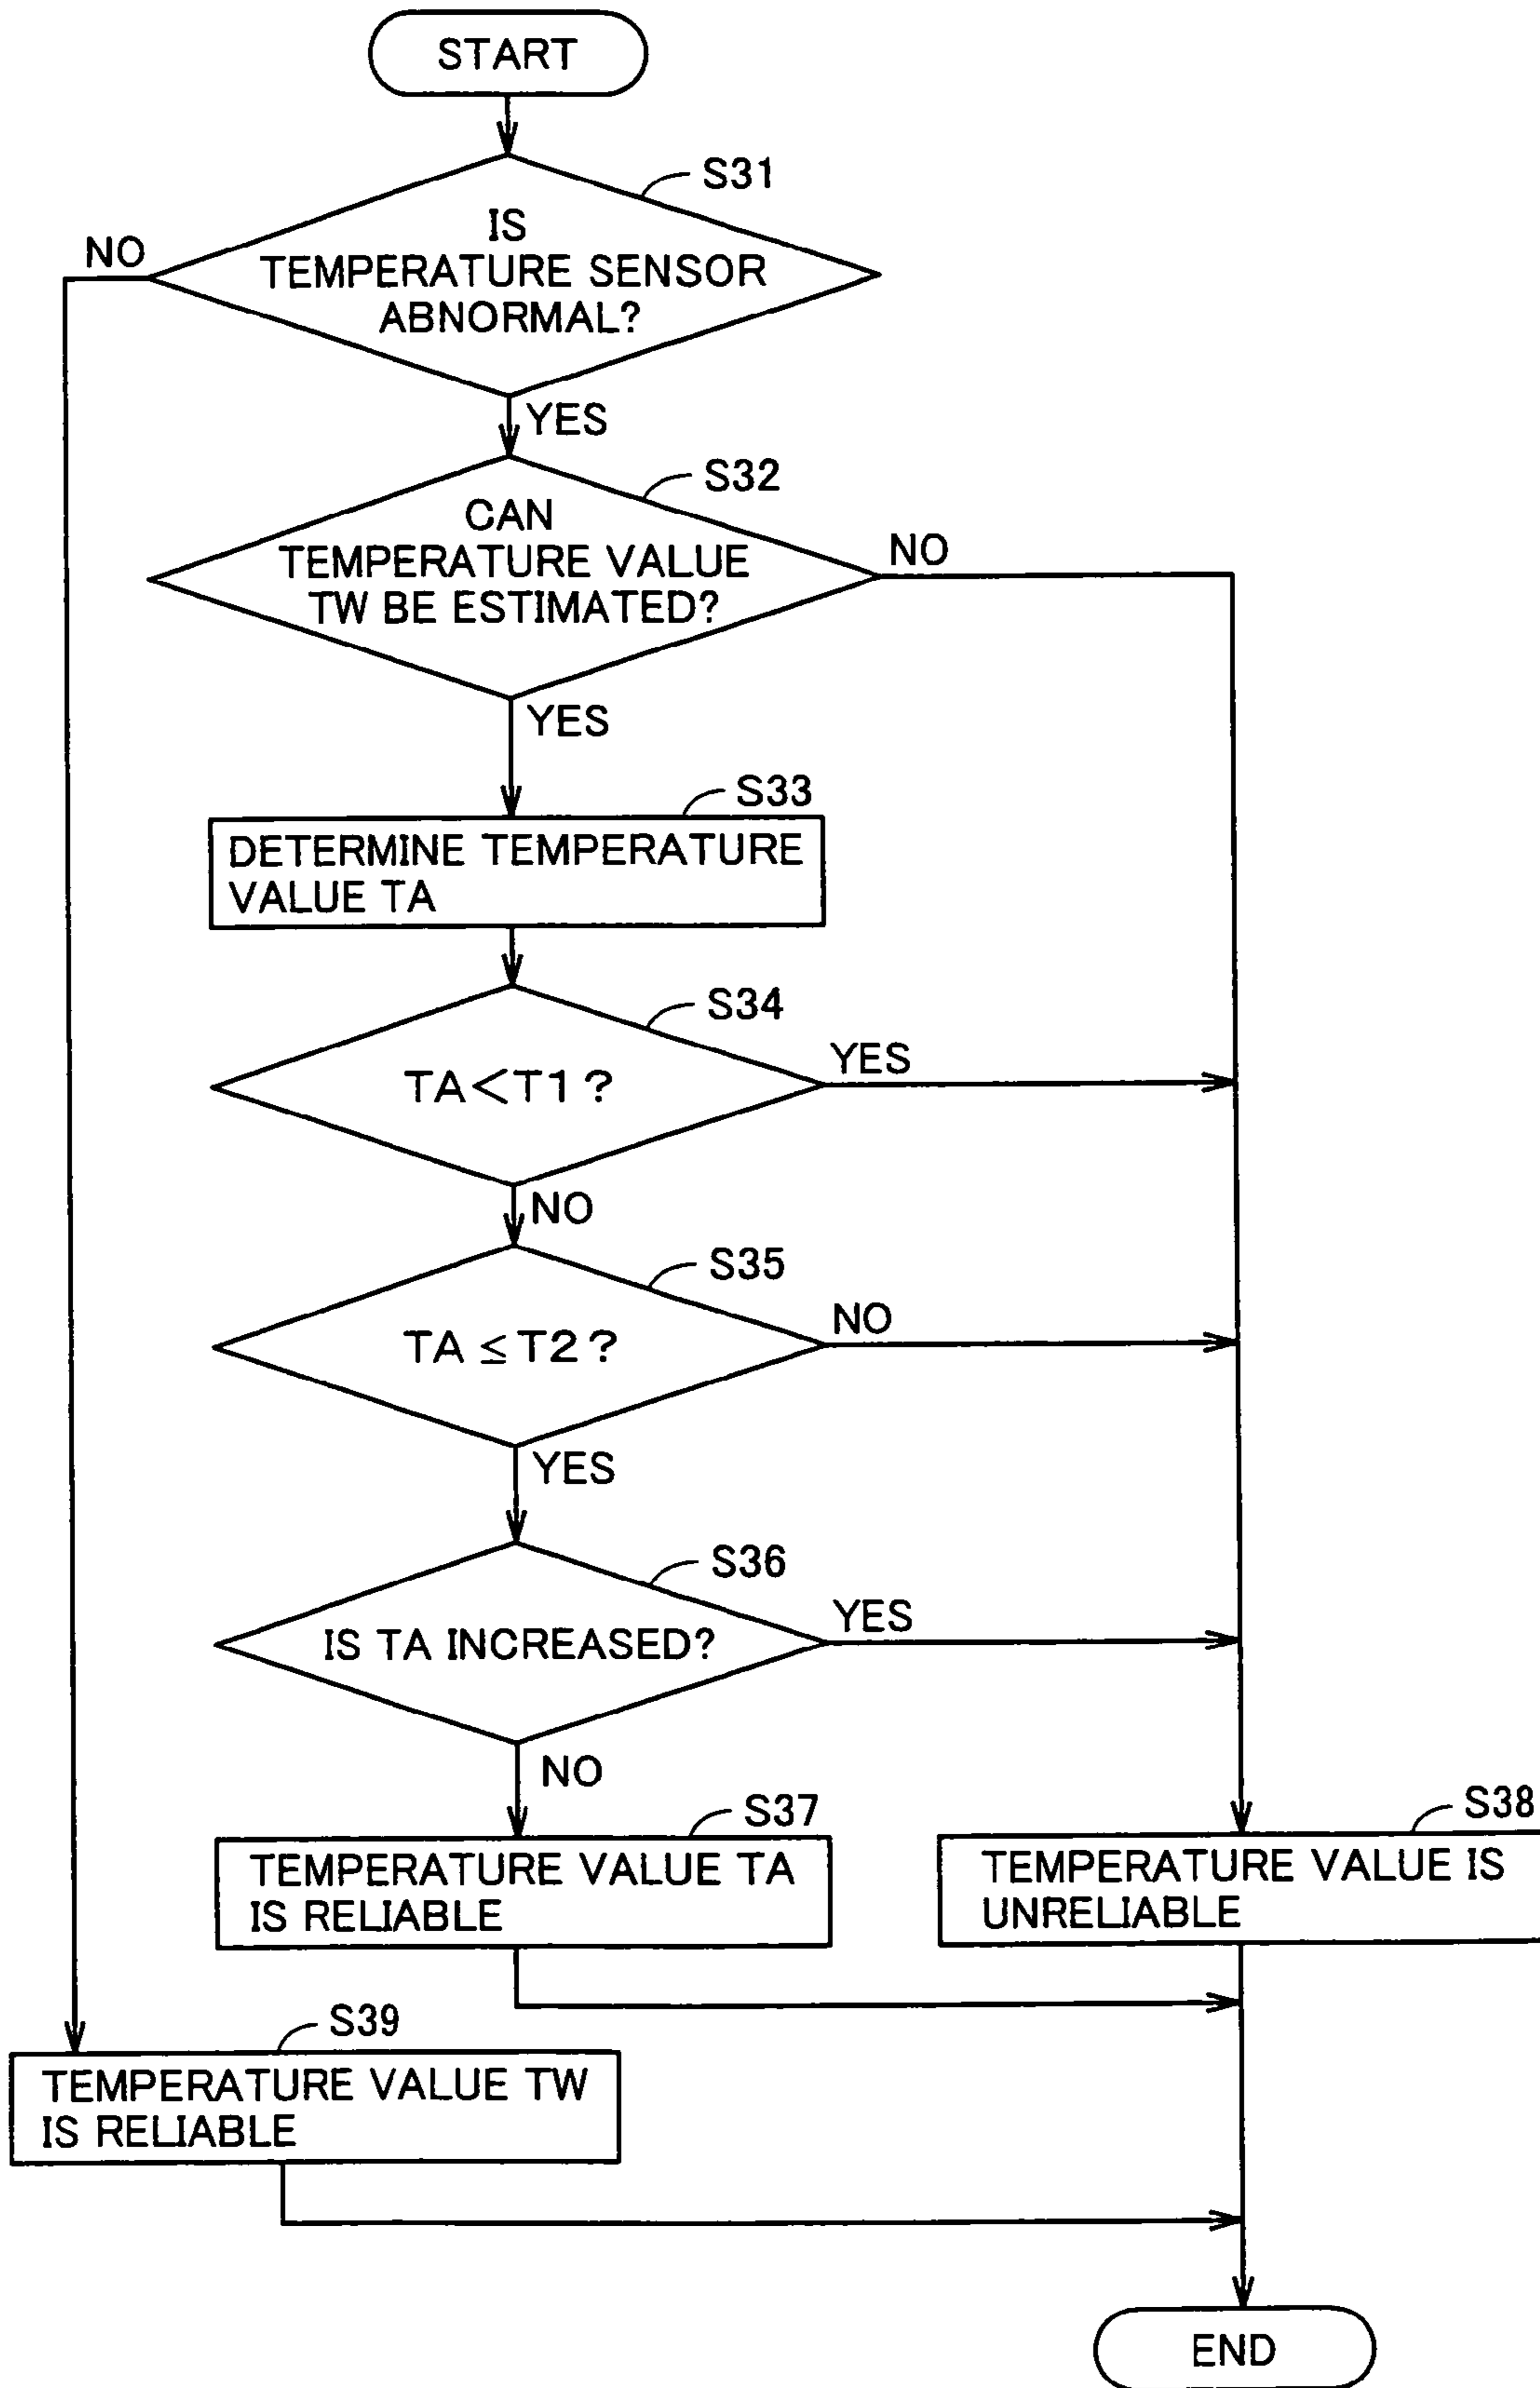 START
S31
IS
TEMPERATURE SENSOR
ABNORMAL?
NO
YES
S32
CAN
TEMPERATURE VALUE
TW BE ESTIMATED?
NO
YES
S33
DETERMINE TEMPERATURE
VALUE TA
S34
TA<T1?
YES
NO
S35
TA≤T2?
NO
YES
S36
IS TA INCREASED?
YES
NO
S37
TEMPERATURE VALUE TA
IS RELIABLE
S38
TEMPERATURE VALUE IS
UNRELIABLE
S39
TEMPERATURE VALUE TW
IS RELIABLE
END